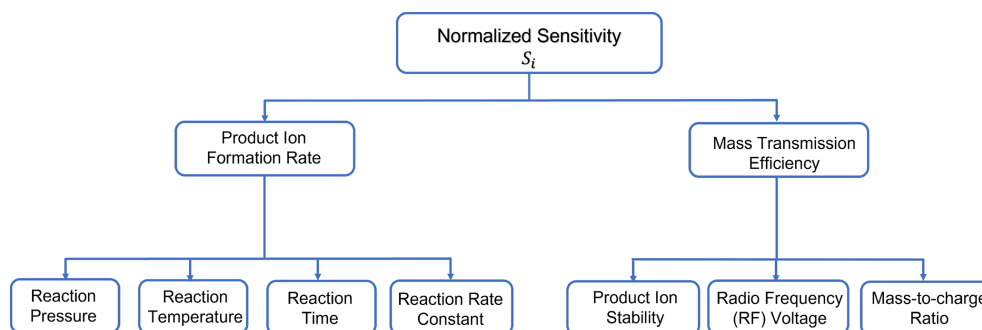 Normalized Sensitivity
S_i
Product Ion
Formation Rate
Mass Transmission
Efficiency
Reaction
Pressure
Reaction
Temperature
Reaction
Time
Reaction Rate
Constant
Product Ion
Stability
Radio Frequency
(RF) Voltage
Mass-to-charge
Ratio